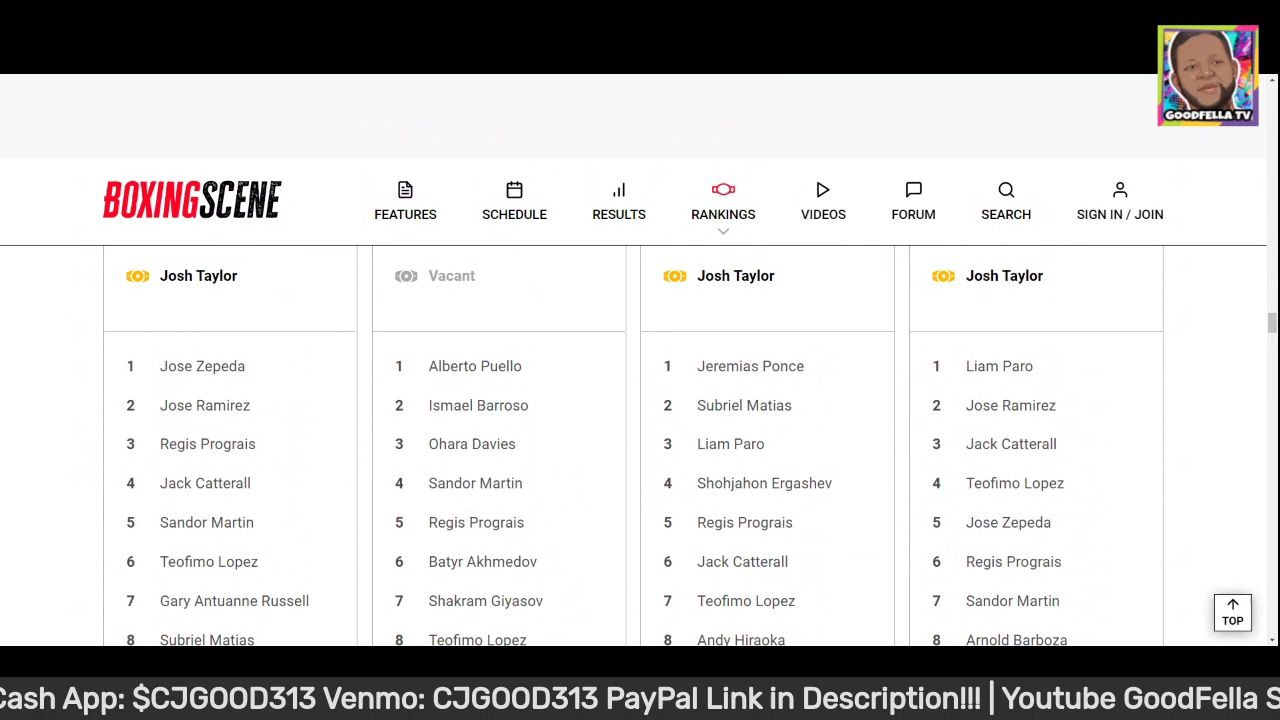 GOODFELLA TV
BOXINGSCENE
FEATURES
SCHEDULE
RESULTS
RANKINGS
VIDEOS
FORUM
SEARCH
SIGN IN / JOIN
Josh Taylor
1 Jose Zepeda
2 Jose Ramirez
3 Regis Prograis
4 Jack Catterall
5 Sandor Martin
6 Teofimo Lopez
7 Gary Antuanne Russell
8 Subriel Matias
Vacant
1 Alberto Puello
2 Ismael Barroso
3 Ohara Davies
4 Sandor Martin
5 Regis Prograis
6 Batyr Akhmedov
7 Shakram Giyasov
8 Teofimo Lopez
Josh Taylor
1 Jeremias Ponce
2 Subriel Matias
3 Liam Paro
4 Shohjahon Ergashev
5 Regis Prograis
6 Jack Catterall
7 Teofimo Lopez
8 Andy Hiraoka
Josh Taylor
1 Liam Paro
2 Jose Ramirez
3 Jack Catterall
4 Teofimo Lopez
5 Jose Zepeda
6 Regis Prograis
7 Sandor Martin
8 Arnold Barboza
TOP
Cash App: $CJGOOD313 Venmo: CJGOOD313 PayPal Link in Description!!! | Youtube GoodFella S